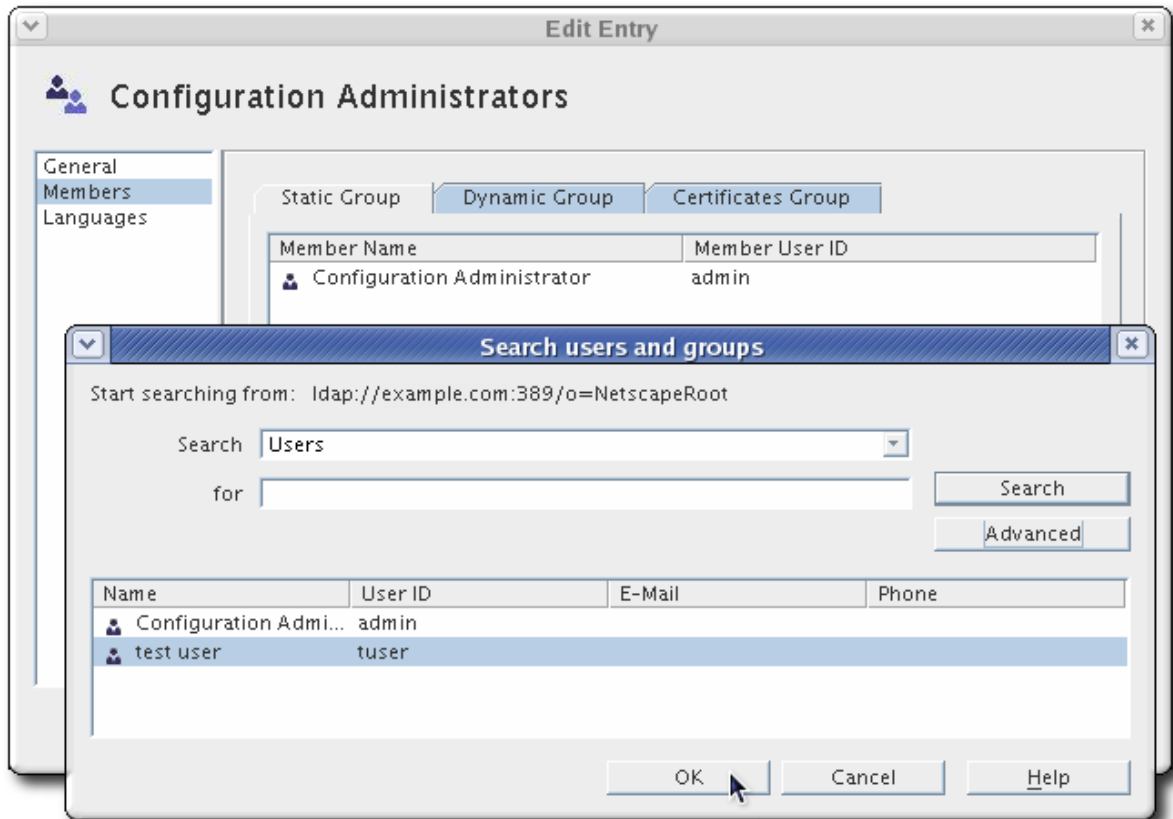 Edit Entry
Configuration Administrators
General
Members
Languages
Static Group Dynamic Group Certificates Group
Member Name Member User ID
Configuration Administrator admin
Search users and groups
Start searching from: ldap://example.com:389/o=NetscapeRoot
Search Users
for
Search
Advanced
Name User ID E-Mail Phone
Configuration Admi... admin
test user tuser
OK Cancel Help